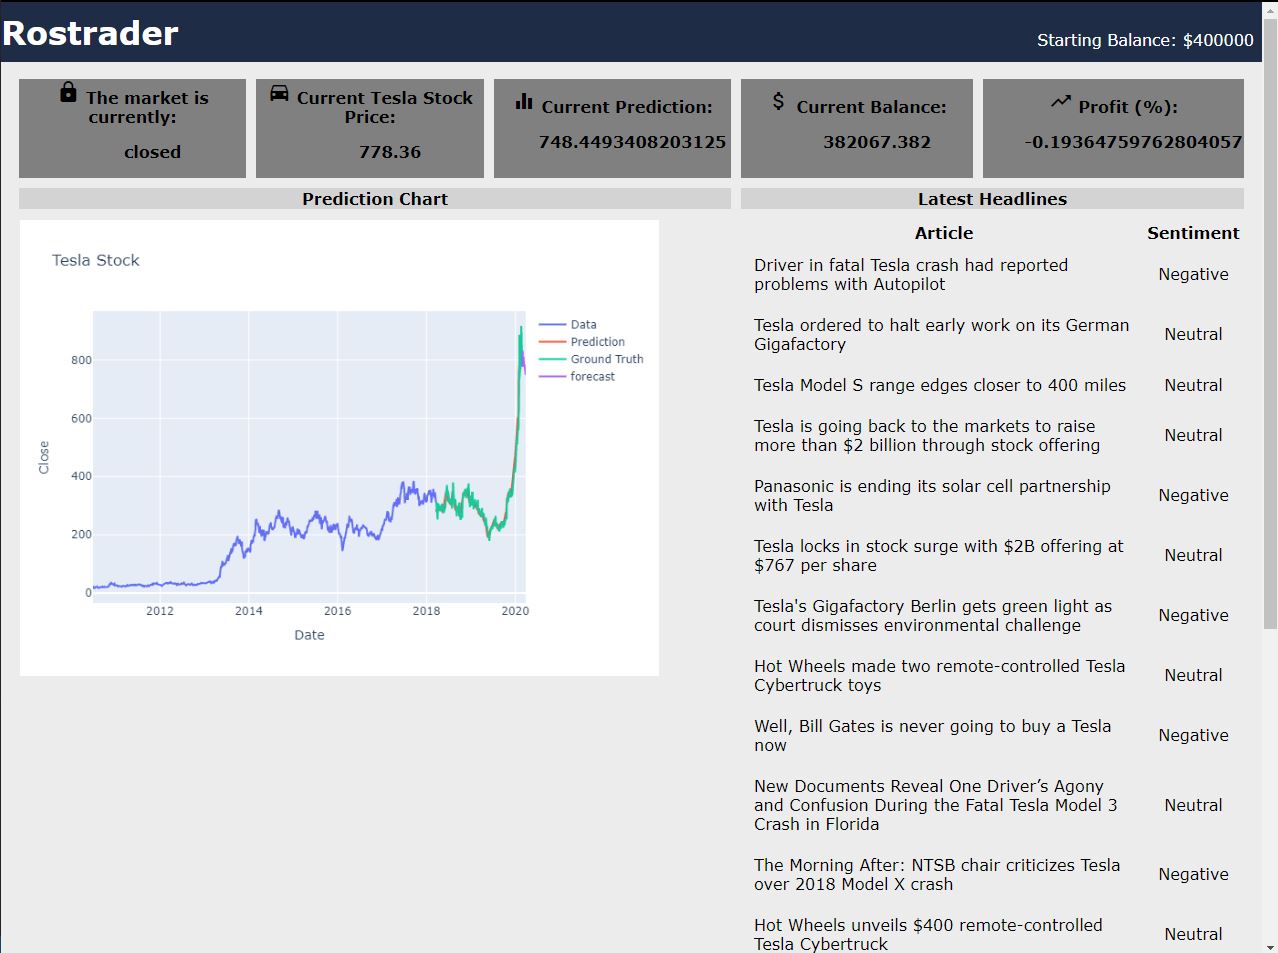 Rostrader
Starting Balance: $400000
The market is
currently:
closed
Current Tesla Stock
Price:
778.36
Current Prediction:
748.4493408203125
Current Balance:
382067.382
Profit (%):
-0.19364759762804057
Prediction Chart
Tesla Stock
Data
Prediction
Ground Truth
forecast
800
600
400
200
0
Close
2012
2014
2016
2018
2020
Date
Latest Headlines
Article
Sentiment
Driver in fatal Tesla crash had reported
problems with Autopilot
Negative
Tesla ordered to halt early work on its German
Gigafactory
Neutral
Tesla Model S range edges closer to 400 miles
Neutral
Tesla is going back to the markets to raise
more than $2 billion through stock offering
Neutral
Panasonic is ending its solar cell partnership
with Tesla
Negative
Tesla locks in stock surge with $2B offering at
$767 per share
Neutral
Tesla's Gigafactory Berlin gets green light as
court dismisses environmental challenge
Negative
Hot Wheels made two remote-controlled Tesla
Cybertruck toys
Neutral
Well, Bill Gates is never going to buy a Tesla
now
Negative
New Documents Reveal One Driver’s Agony
and Confusion During the Fatal Tesla Model 3
Crash in Florida
Neutral
The Morning After: NTSB chair criticizes Tesla
over 2018 Model X crash
Negative
Hot Wheels unveils $400 remote-controlled
Tesla Cybertruck
Neutral